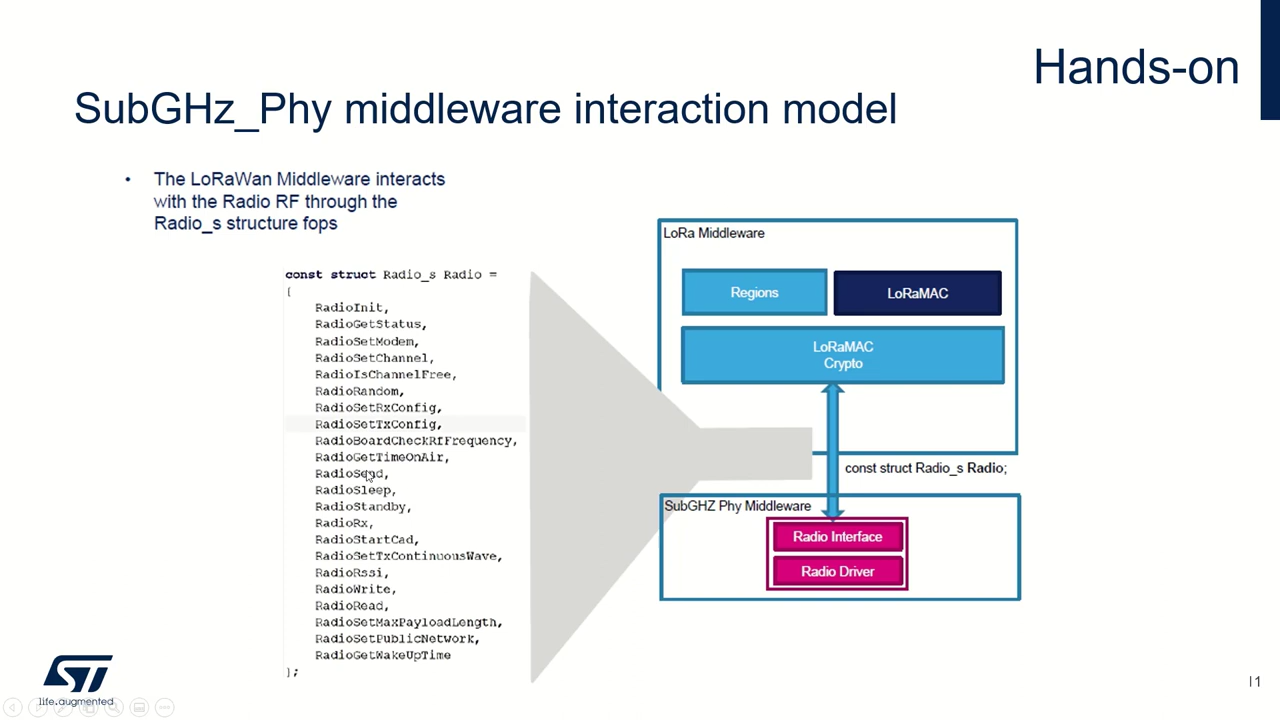 Hands-on
SubGHz_Phy middleware interaction model
• The LoRaWan Middleware interacts
with the Radio RF through the
Radio_s structure fops
const struct Radio_s Radio =
{
RadioInit,
RadioGetStatus,
RadioSetModem,
RadioSetChannel,
RadioIsChannelFree,
RadioRandom,
RadioSetRxConfig,
RadioSetTxConfig,
RadioBoardCheckRfFrequency,
RadioGetTimeOnAir,
RadioSend,
RadioSleep,
RadioStandby,
RadioRx,
RadioStartCad,
RadioSetTxContinuousWave,
RadioRssi,
RadioWrite,
RadioRead,
RadioSetMaxPayloadLength,
RadioSetPublicNetwork,
RadioGetWakeUpTime
};
LoRa Middleware
Regions
LoRaMAC
LoRaMAC
Crypto
const struct Radio_s Radio;
SubGHZ Phy Middleware
Radio Interface
Radio Driver
ST
life.augmented
11